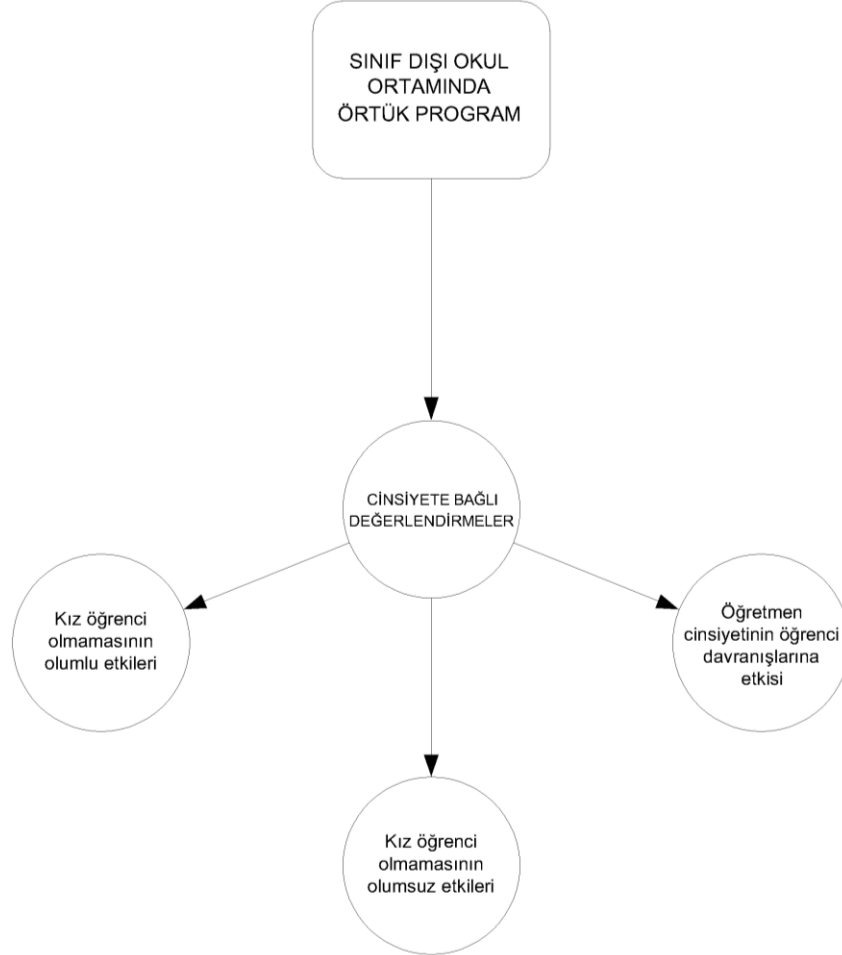 SINIF DIŞI OKUL
ORTAMINDA
ÖRTÜK PROGRAM
CİNSİYETE BAĞLI
DEĞERLENDİRMELER
Kız öğrenci
olmamasının
olumlu etkileri
Öğretmen
cinsiyetinin öğrenci
davranışlarına
etkisi
Kız öğrenci
olmamasının
olumsuz etkileri